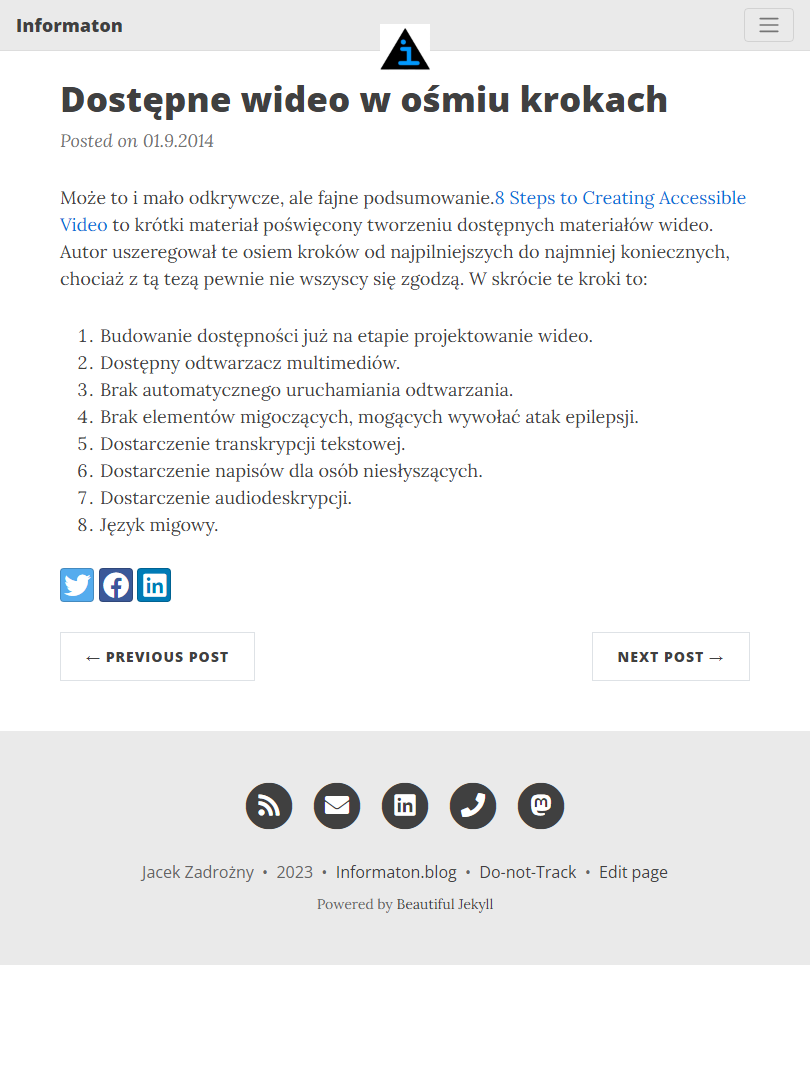 Informaton
Dostępne wideo w ośmiu krokach
Posted on 01.9.2014
Może to i mało odkrywcze, ale fajne podsumowanie.8 Steps to Creating Accessible
Video to krótki materiał poświęcony tworzeniu dostępnych materiałów wideo.
Autor uszeregował te osiem kroków od najpilniejszych do najmniej koniecznych,
chociaż z tą tezą pewnie nie wszyscy się zgodzą. W skrócie te kroki to:
1. Budowanie dostępności już na etapie projektowanie wideo.
2. Dostępny odtwarzacz multimediów.
3. Brak automatycznego uruchamiania odtwarzania.
4. Brak elementów migoczących, mogących wywołać atak epilepsji.
5. Dostarczenie transkrypcji tekstowej.
6. Dostarczenie napisów dla osób niesłyszących.
7. Dostarczenie audiodeskrypcji.
8. Język migowy.
← PREVIOUS POST
NEXT POST →
Jacek Zadrożny • 2023 • Informaton.blog • Do-not-Track • Edit page
Powered by Beautiful Jekyll